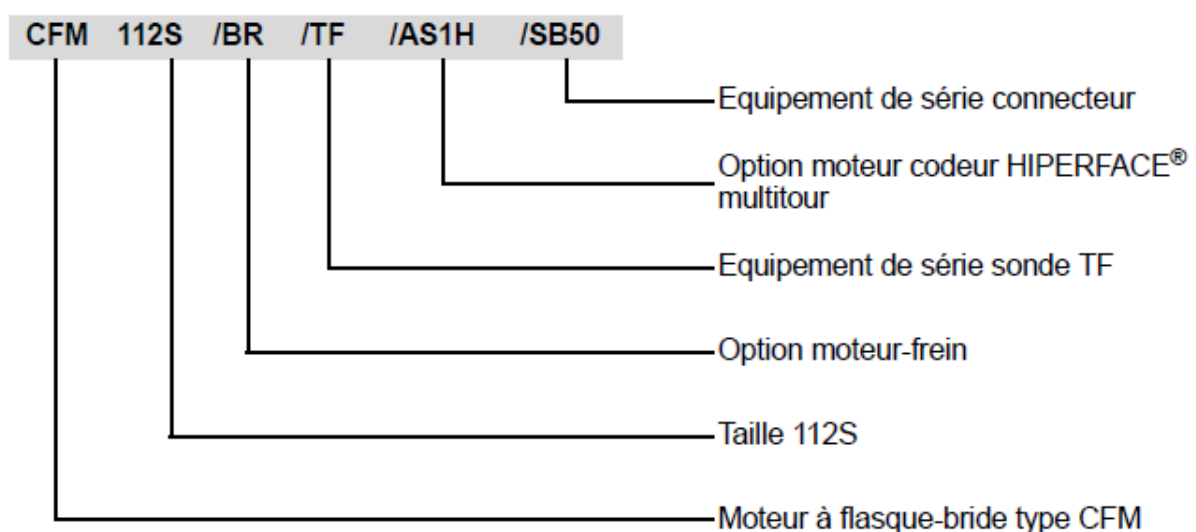 CFM 112S /BR /TF /AS1H /SB50
Equipement de série connecteur
Option moteur codeur HIPERFACE®
multitour
Equipement de série sonde TF
Option moteur-frein
Taille 112S
Moteur à flasque-bride type CFM